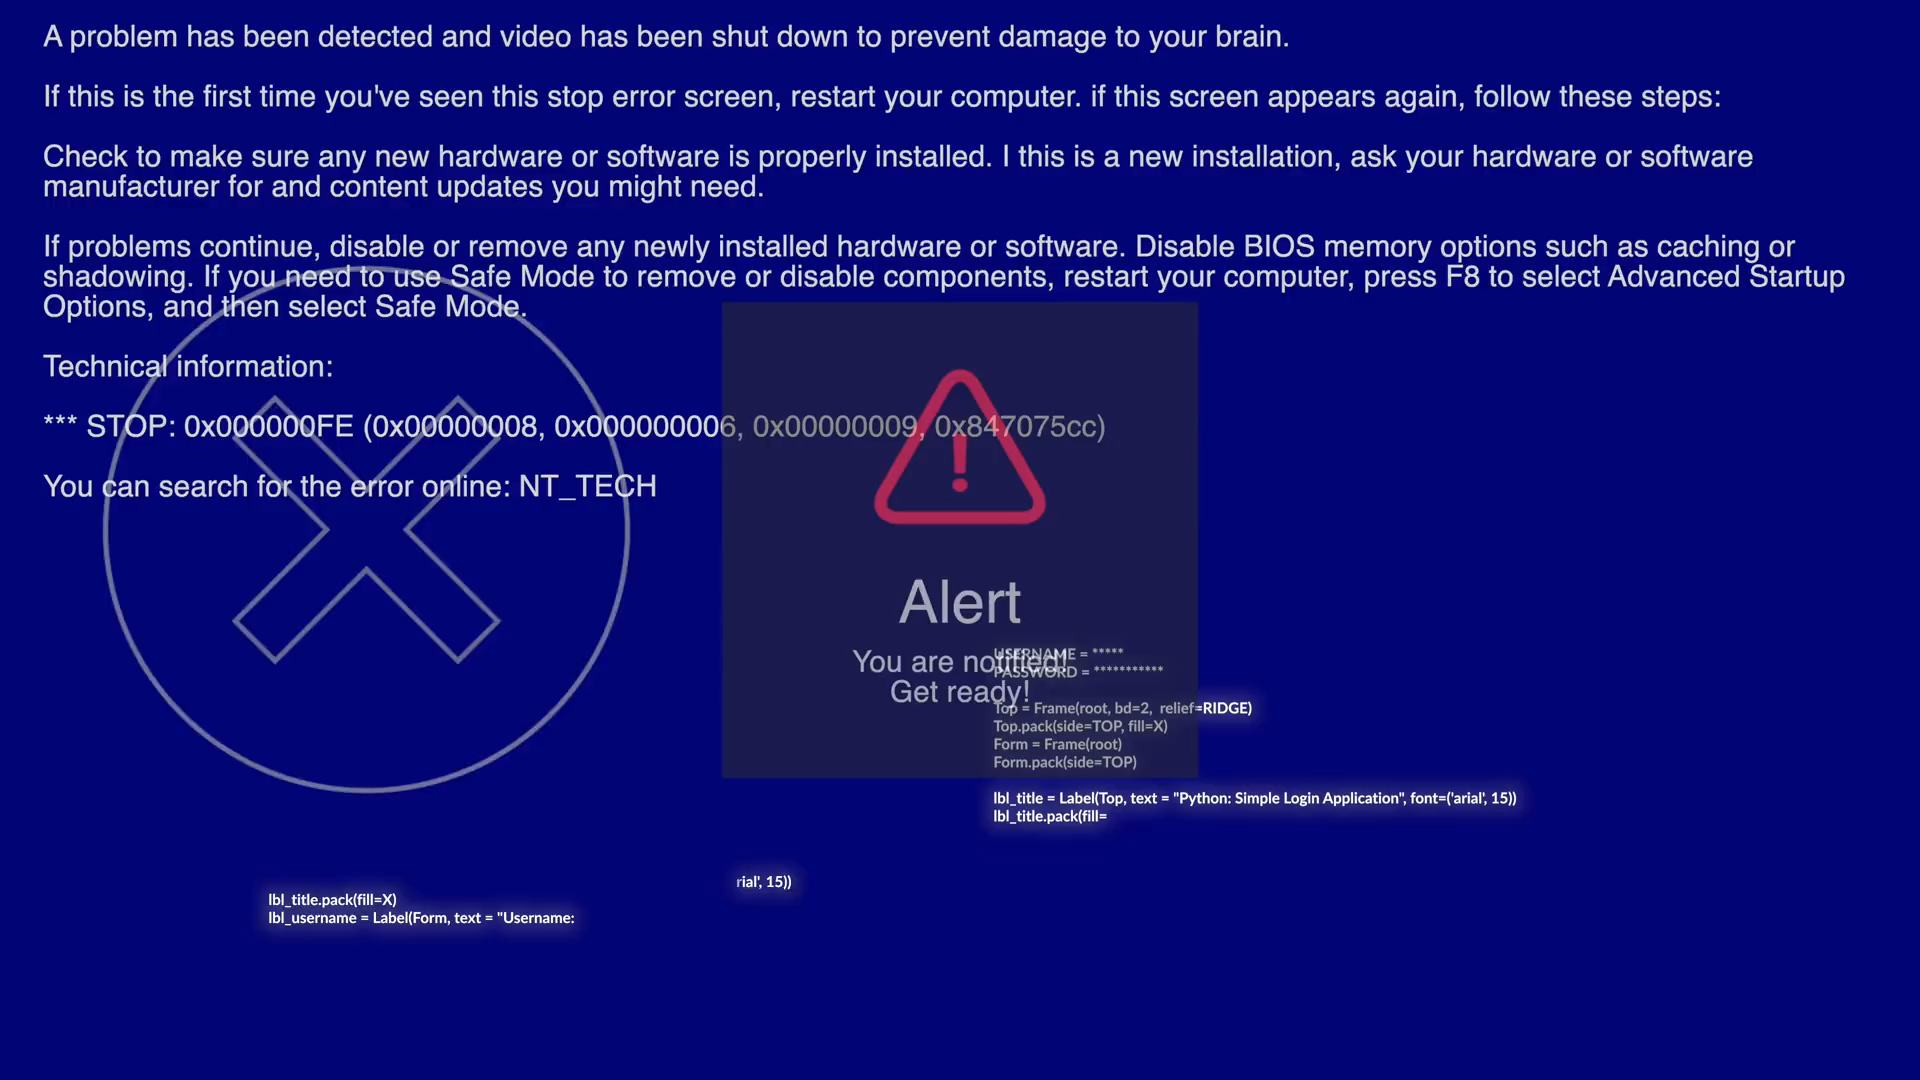 A problem has been detected and video has been shut down to prevent damage to your brain.
If this is the first time you've seen this stop error screen, restart your computer. if this screen appears again, follow these steps:
Check to make sure any new hardware or software is properly installed. I this is a new installation, ask your hardware or software
manufacturer for and content updates you might need.
If problems continue, disable or remove any newly installed hardware or software. Disable BIOS memory options such as caching or
shadowing. If you need to use Safe Mode to remove or disable components, restart your computer, press F8 to select Advanced Startup
Options, and then select Safe Mode.
Technical information:
*** STOP: 0x000000FE (0x00000008, 0x000000006, 0x00000009, 0x847075cc)
You can search for the error online: NT_TECH
Alert
You are notified!
Get ready!
USERNAME = *****
PASSWORD = ***********
Top = Frame(root, bd=2,  relief=RIDGE)
Top.pack(side=TOP, fill=X)
Form = Frame(root)
Form.pack(side=TOP)
lbl_title = Label(Top, text = "Python: Simple Login Application", font=('arial', 15))
lbl_title.pack(fill=
rial', 15))
lbl_title.pack(fill=X)
lbl_username = Label(Form, text = "Username: